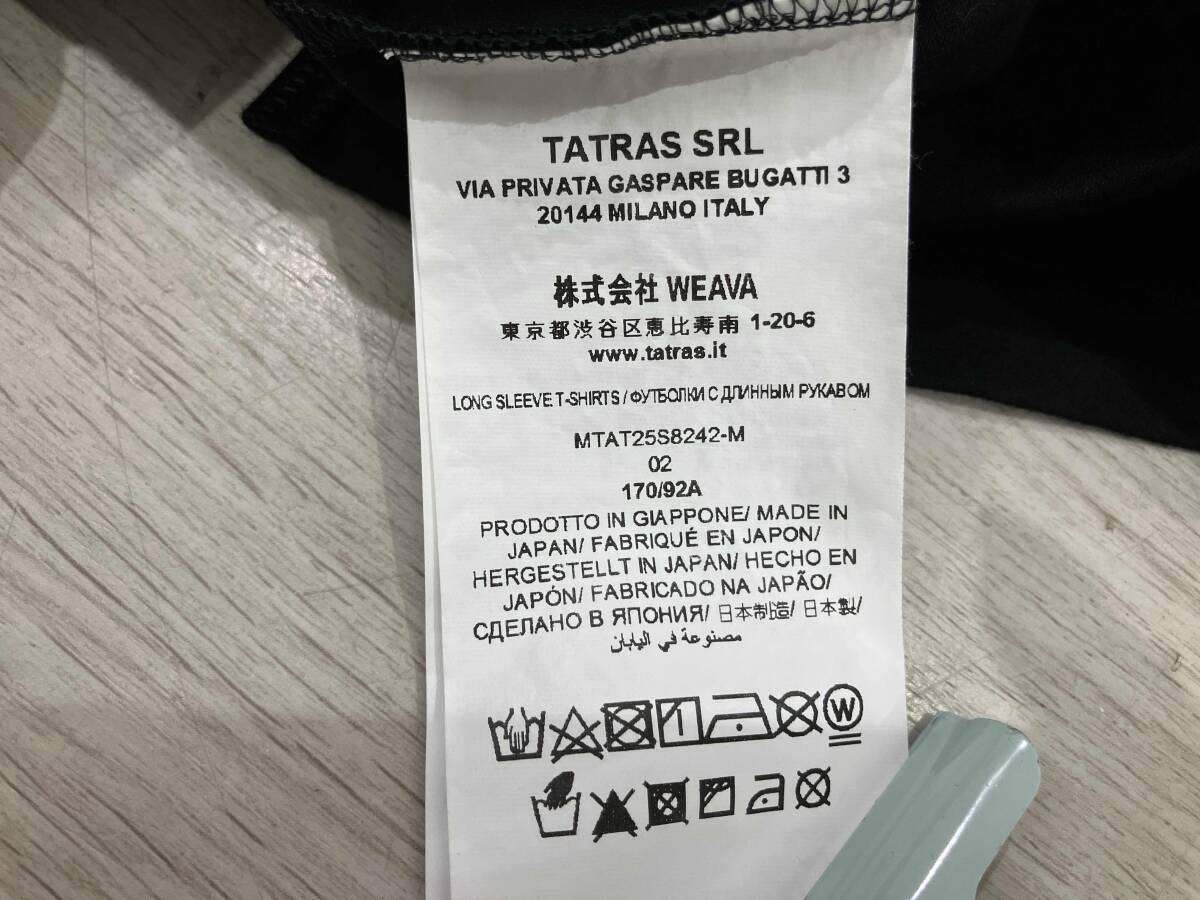 TATRAS SRL
VIA PRIVATA GASPARE BUGATTI 3
20144 MILANO ITALY
株式会社 WEAVA
東京都渋谷区恵比寿南 1-20-6
www.tatras.it
LONG SLEEVE T-SHIRTS / ФУТБОЛКИ С ДЛИННЫМ РУКАВОМ
MTAT25S8242-M
02
170/92A
PRODOTTO IN GIAPPONE/ MADE IN
JAPAN/ FABRIQUÉ EN JAPON/
HERGESTELLT IN JAPAN/ HECHO EN
JAPÓN/ FABRICADO NA JAPÃO/
СДЕЛАНО В ЯПОНИЯ/ 日本制造/ 日本製/
مصنوعة في اليابان
W